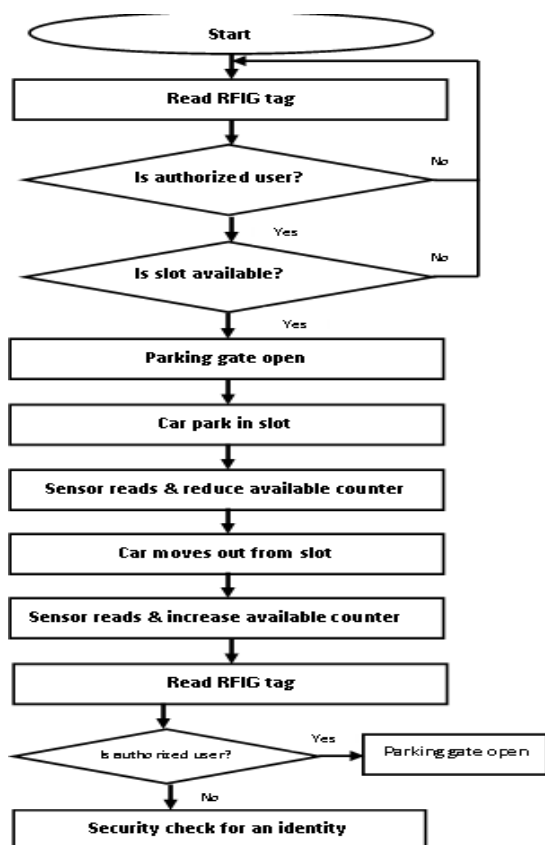 Start
Read RFIG tag
No
Is authorized user?
Yes
No
Is slot available?
Yes
Parking gate open
Car park in slot
Sensor reads & reduce available counter
Car moves out from slot
Sensor reads & increase available counter
Read RFIG tag
Yes
Is authorized user?
Parking gate open
No
Security check for an identity